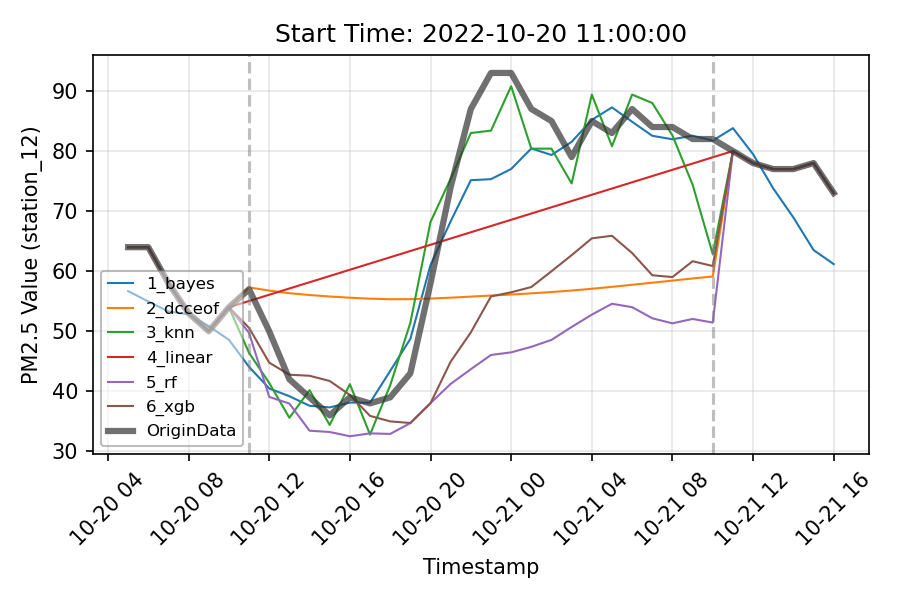 Start Time: 2022-10-20 11:00:00
PM2.5 Value (station_12)
90
80
70
60
50
40
30
1_bayes
2_dcceof
3_knn
4_linear
5_rf
6_xgb
OriginData
10-20 04
10-20 08
10-20 12
10-20 16
10-20 20
10-21 00
10-21 04
10-21 08
10-21 12
10-21 16
Timestamp